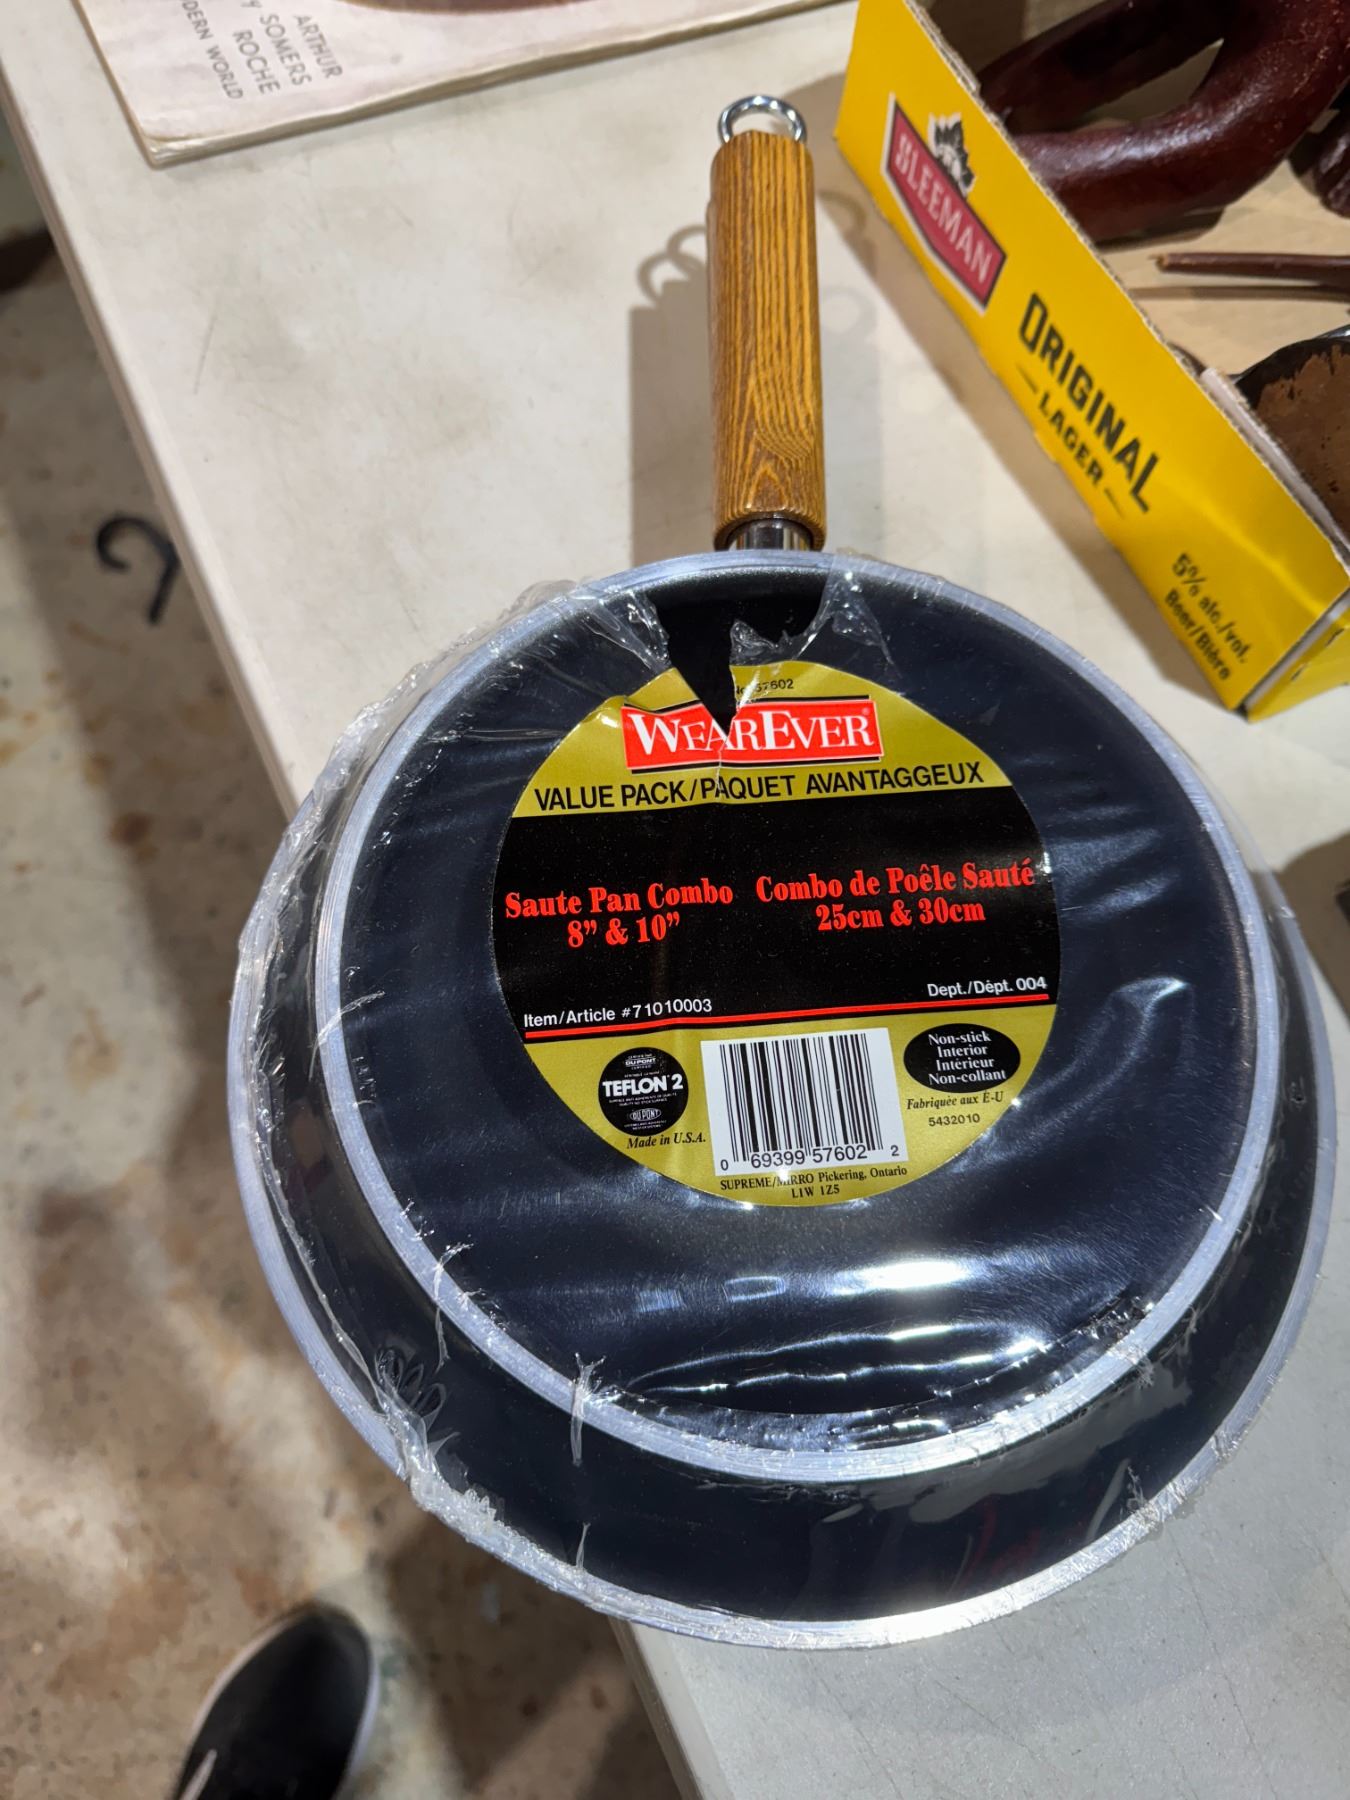 ARTHUR
SOMERS
ROCHE
DERN WORLD
SLEEMAN
ORIGINAL
LAGER
5% alc./vol.
Beer/Bière
57602
WEAREVER®
VALUE PACK/PAQUET AVANTAGGEUX
Saute Pan Combo
8" & 10"
Combo de Poêle Sauté
25cm & 30cm
Item/Article #71010003
Dept./Dépt. 004
DUPONT
TEFLON 2
DUPONT
Made in U.S.A.
0 69399 57602 2
Non-stick
Interior
Intérieur
Non-collant
Fabriquée aux E-U
5432010
SUPREME/MIRRO Pickering, Ontario
L1W 1Z5